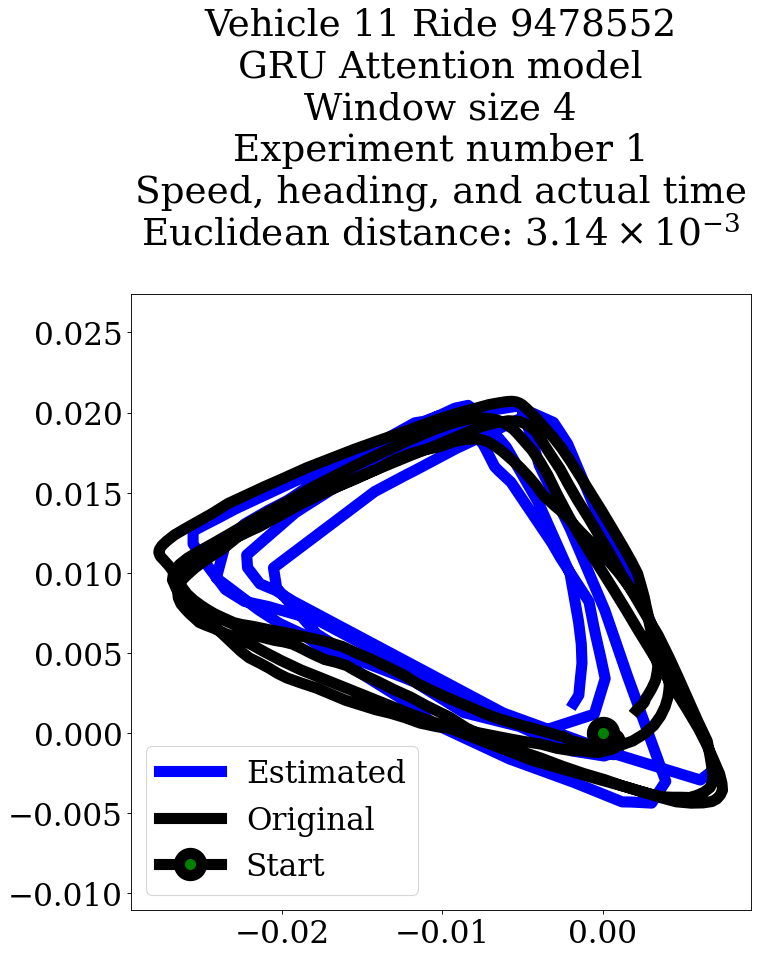 Vehicle 11 Ride 9478552
GRU Attention model
Window size 4
Experiment number 1
Speed, heading, and actual time
Euclidean distance: 3.14 × 10⁻³
0.025
0.020
0.015
0.010
0.005
0.000
−0.005
−0.010
Estimated
Original
Start
−0.02
−0.01
0.00